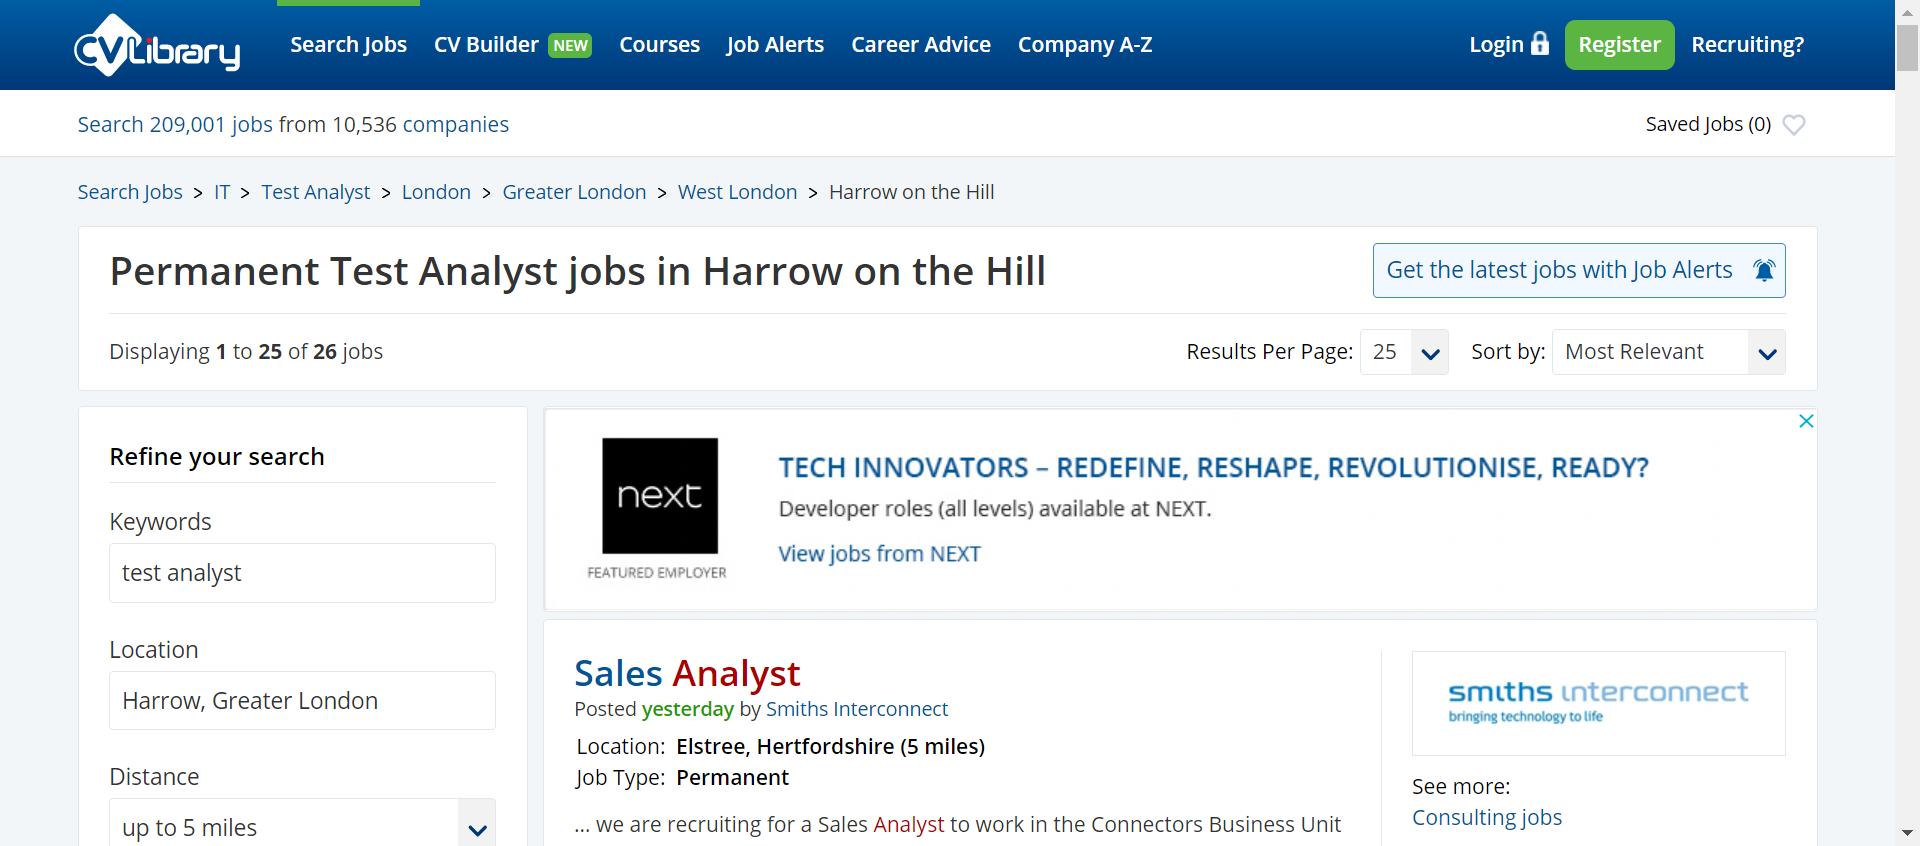 CV Library
Search Jobs CV Builder NEW Courses Job Alerts Career Advice Company A-Z Login Register Recruiting?
Search 209,001 jobs from 10,536 companies Saved Jobs (0)
Search Jobs > IT > Test Analyst > London > Greater London > West London > Harrow on the Hill
Permanent Test Analyst jobs in Harrow on the Hill
Get the latest jobs with Job Alerts
Displaying 1 to 25 of 26 jobs
Results Per Page: 25 Sort by: Most Relevant
Refine your search
Keywords
test analyst
Location
Harrow, Greater London
Distance
up to 5 miles
next
FEATURED EMPLOYER
TECH INNOVATORS – REDEFINE, RESHAPE, REVOLUTIONISE, READY?
Developer roles (all levels) available at NEXT.
View jobs from NEXT
Sales Analyst
Posted yesterday by Smiths Interconnect
Location: Elstree, Hertfordshire (5 miles)
Job Type: Permanent
... we are recruiting for a Sales Analyst to work in the Connectors Business Unit
smiths interconnect
bringing technology to life
See more:
Consulting jobs